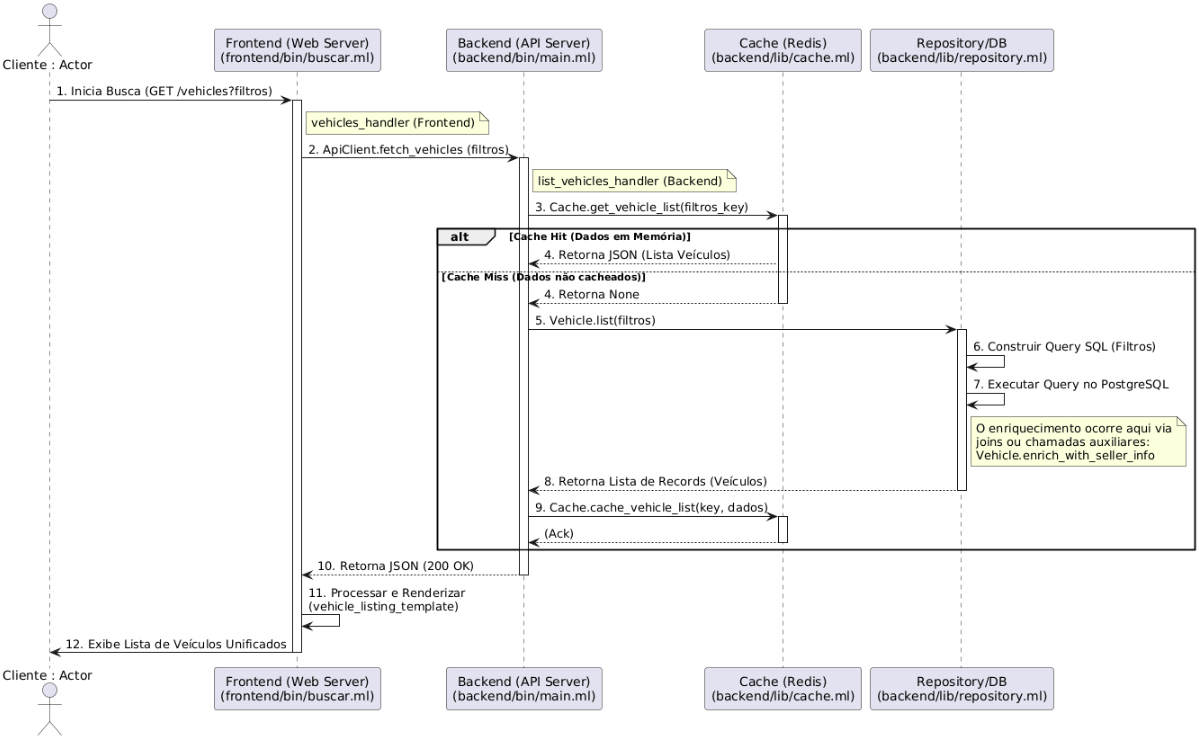 Cliente : Actor
Frontend (Web Server)
(frontend/bin/buscar.ml)
Backend (API Server)
(backend/bin/main.ml)
Cache (Redis)
(backend/lib/cache.ml)
Repository/DB
(backend/lib/repository.ml)
1. Inicia Busca (GET /vehicles?filtros)
vehicles_handler (Frontend)
2. ApiClient.fetch_vehicles (filtros)
list_vehicles_handler (Backend)
3. Cache.get_vehicle_list(filtros_key)
alt
[Cache Hit (Dados em Memória)]
4. Retorna JSON (Lista Veículos)
[Cache Miss (Dados não cacheados)]
4. Retorna None
5. Vehicle.list(filtros)
6. Construir Query SQL (Filtros)
7. Executar Query no PostgreSQL
O enriquecimento ocorre aqui via
joins ou chamadas auxiliares:
Vehicle.enrich_with_seller_info
8. Retorna Lista de Records (Veículos)
9. Cache.cache_vehicle_list(key, dados)
(Ack)
10. Retorna JSON (200 OK)
11. Processar e Renderizar
(vehicle_listing_template)
12. Exibe Lista de Veículos Unificados
Cliente : Actor
Frontend (Web Server)
(frontend/bin/buscar.ml)
Backend (API Server)
(backend/bin/main.ml)
Cache (Redis)
(backend/lib/cache.ml)
Repository/DB
(backend/lib/repository.ml)